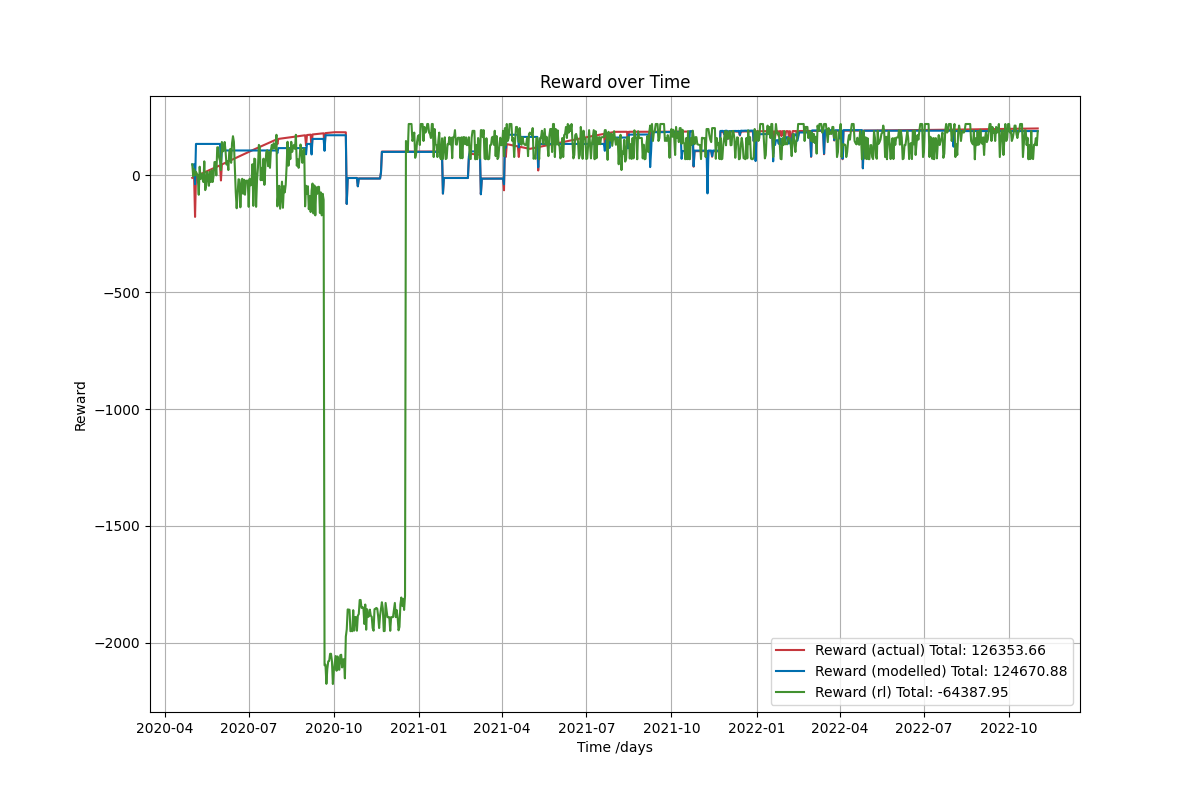 Reward over Time
0
−500
−1000
−1500
−2000
Reward
2020-04
2020-07
2020-10
2021-01
2021-04
2021-07
2021-10
2022-01
2022-04
2022-07
2022-10
Time /days
Reward (actual) Total: 126353.66
Reward (modelled) Total: 124670.88
Reward (rl) Total: -64387.95